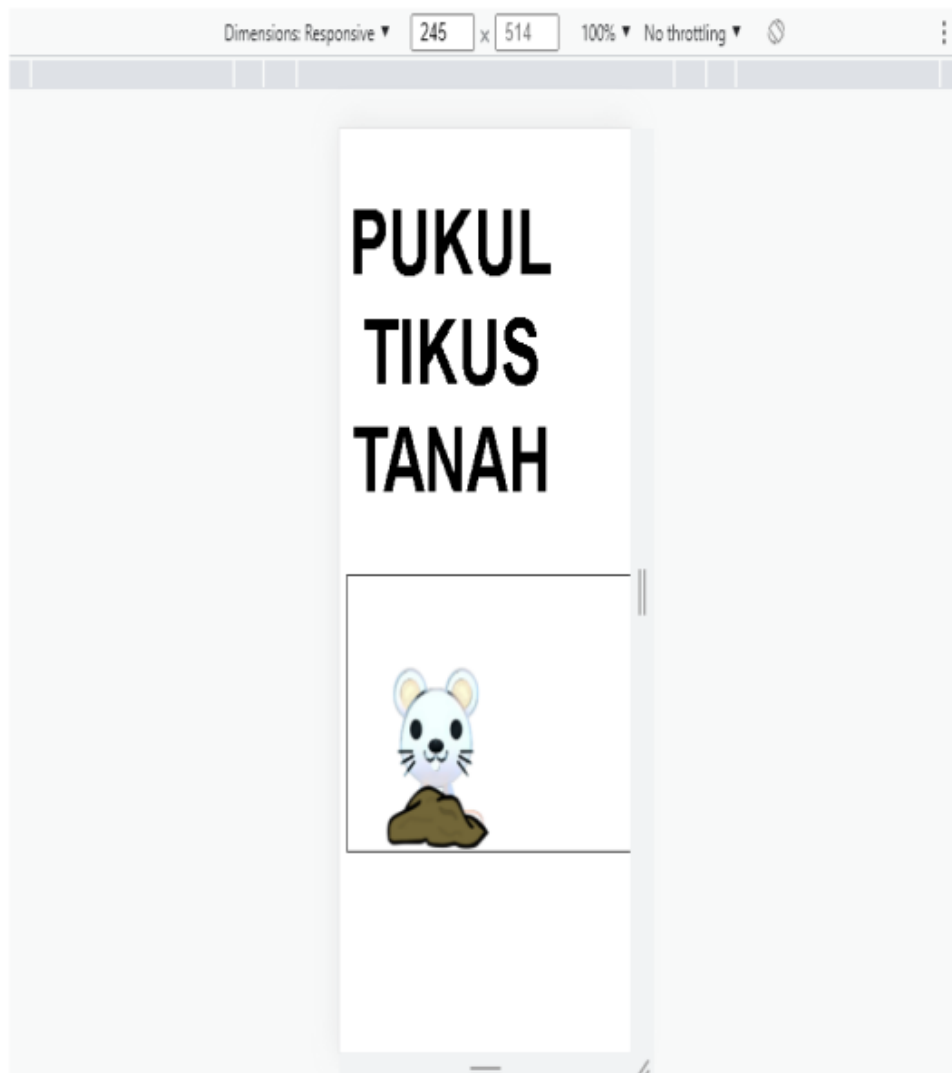 Dimensions: Responsive ▼ 245 × 514 100% ▼ No throttling ▼
PUKUL
TIKUS
TANAH